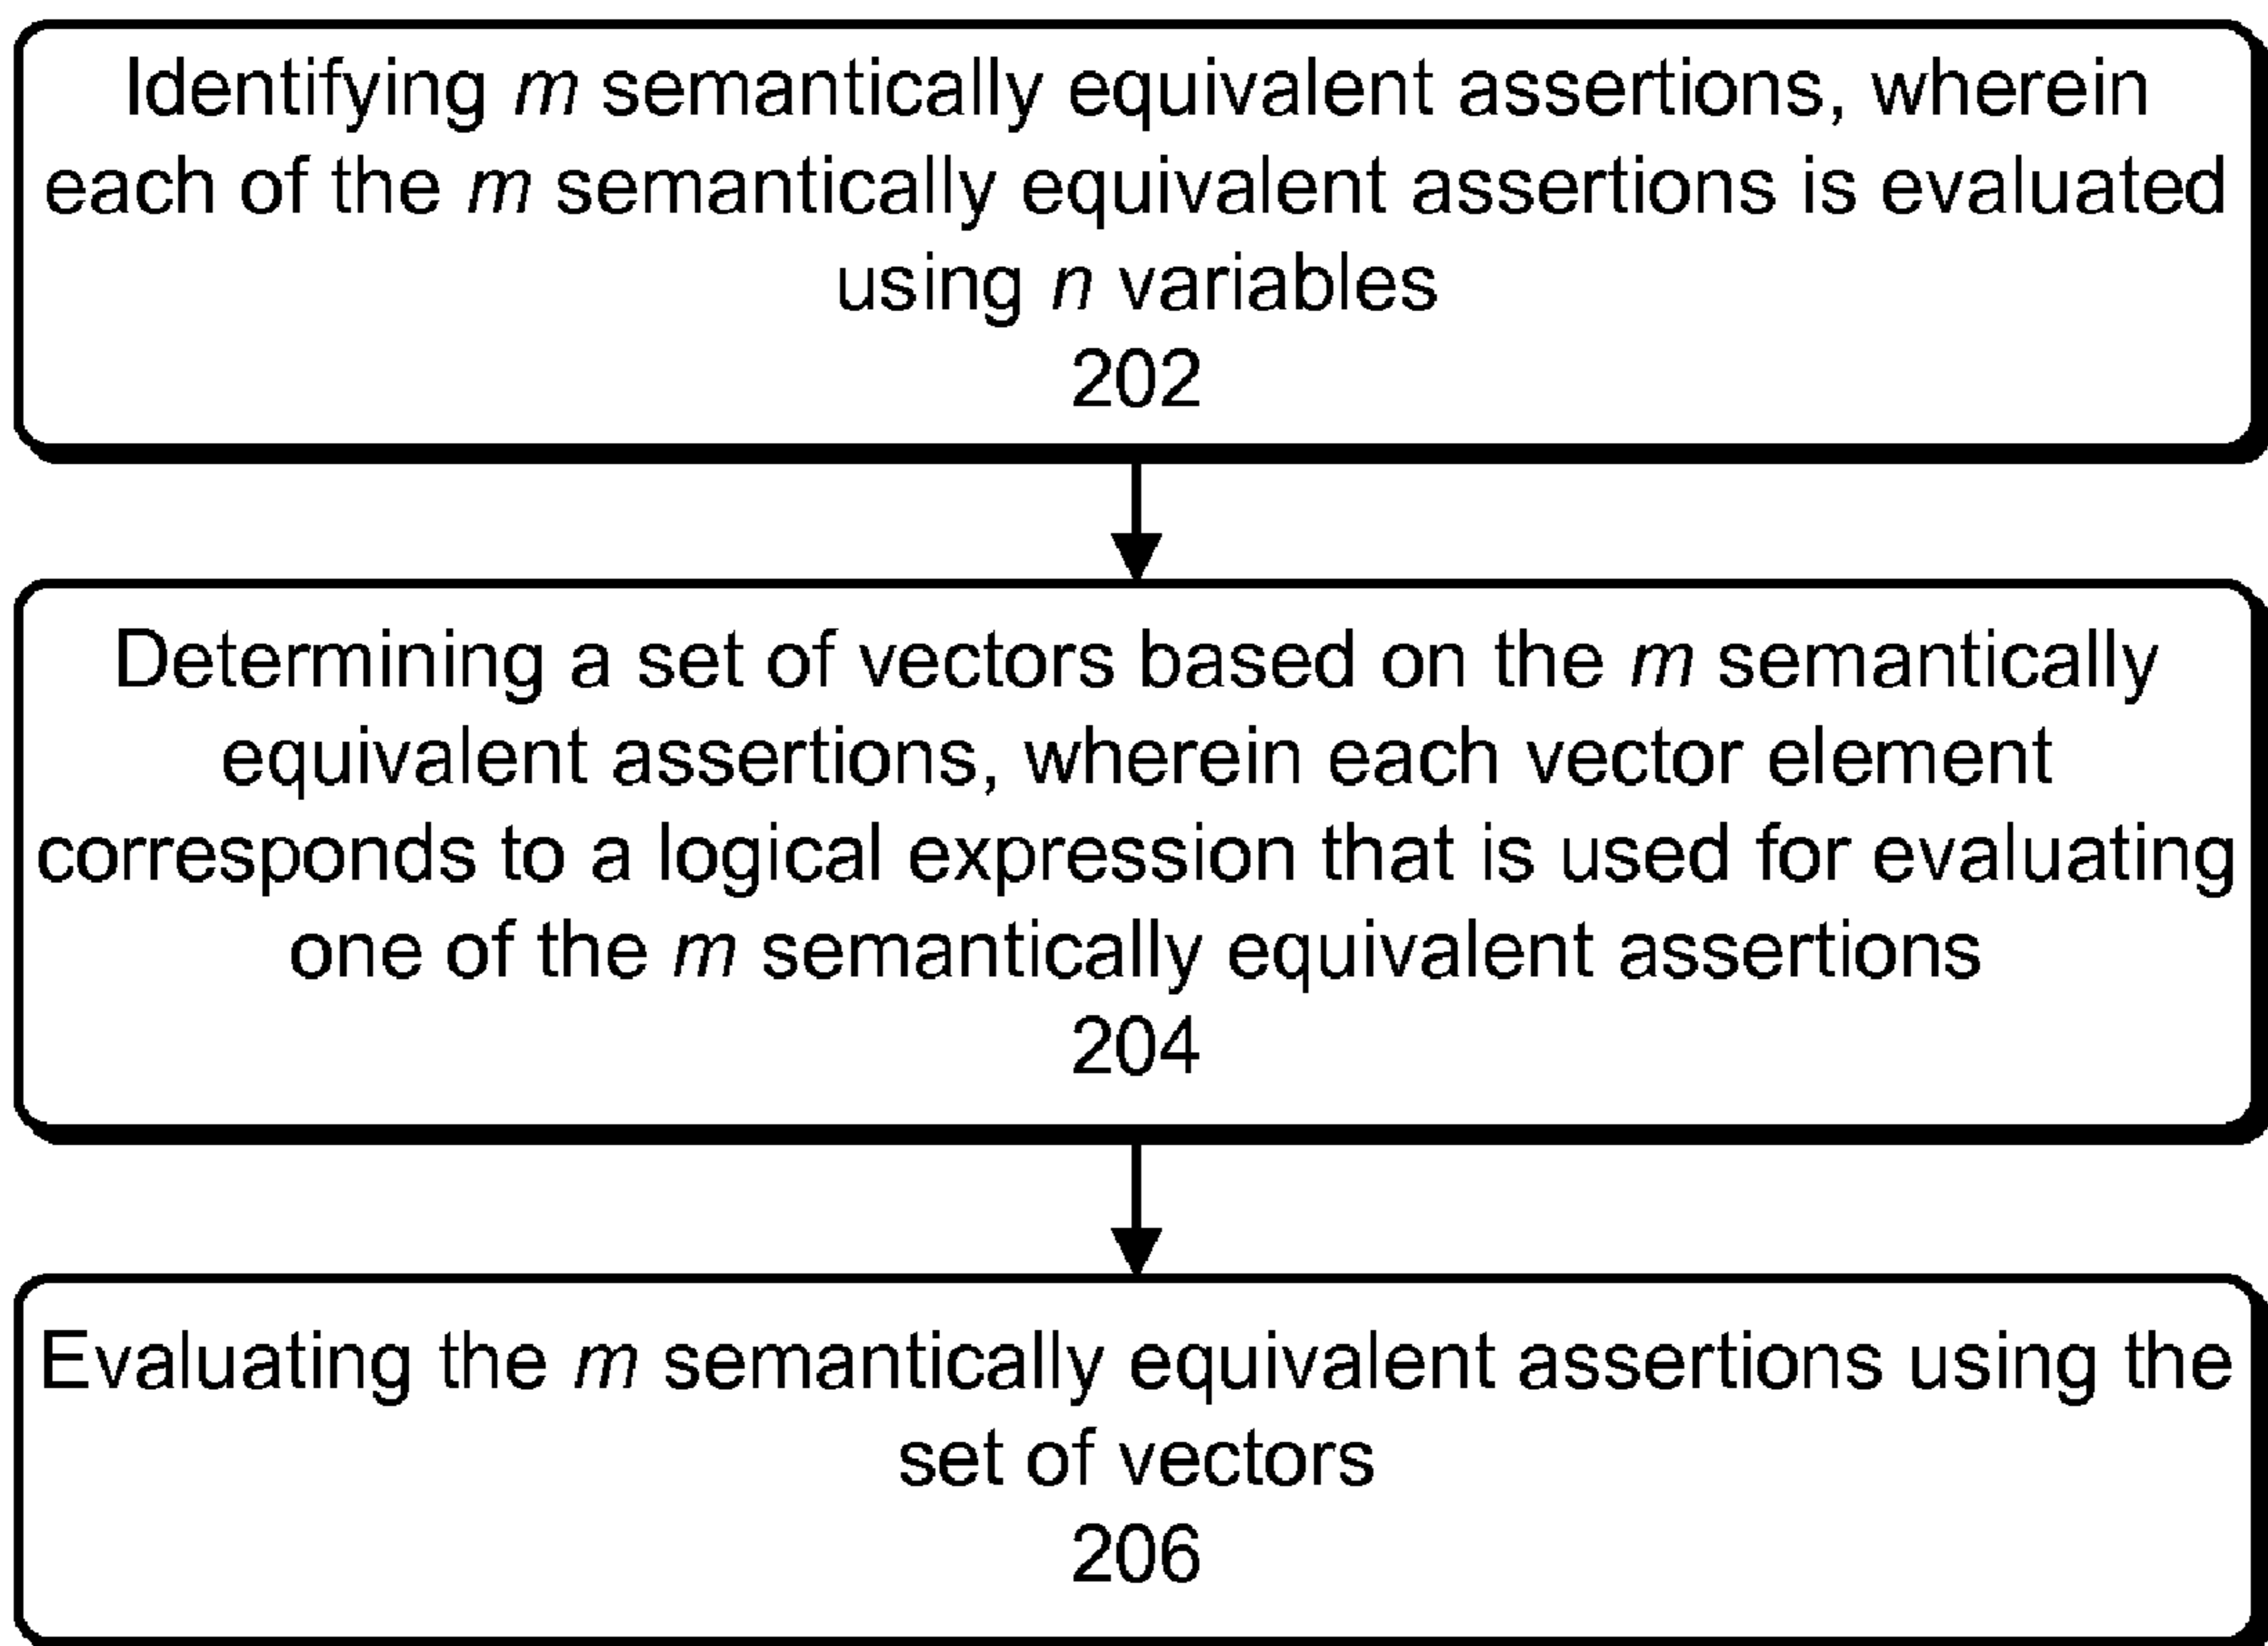 Identifying m semantically equivalent assertions, wherein
each of the m semantically equivalent assertions is evaluated
using n variables
202
Determining a set of vectors based on the m semantically
equivalent assertions, wherein each vector element
corresponds to a logical expression that is used for evaluating
one of the m semantically equivalent assertions
204
Evaluating the m semantically equivalent assertions using the
set of vectors
206